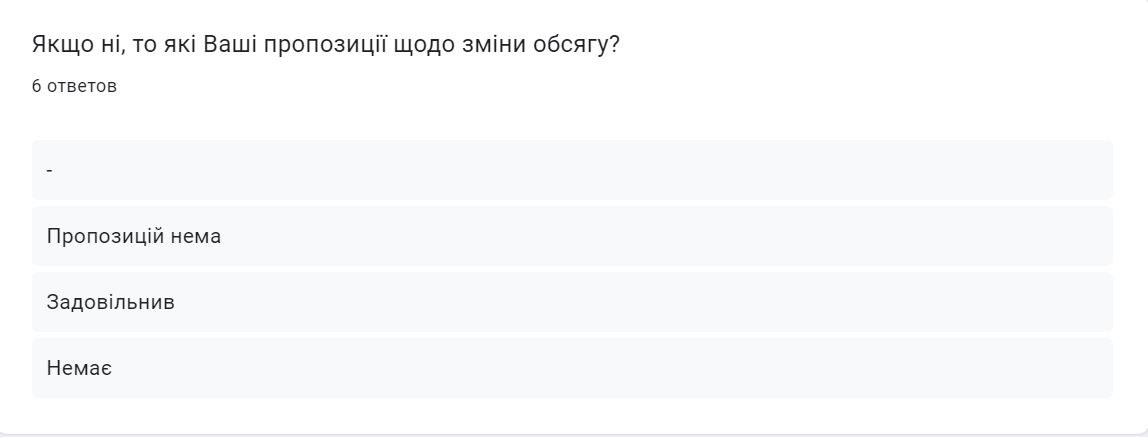 Якщо ні, то які Ваші пропозиції щодо зміни обсягу?
6 ответов
-
Пропозицій нема
Задовільнив
Немає